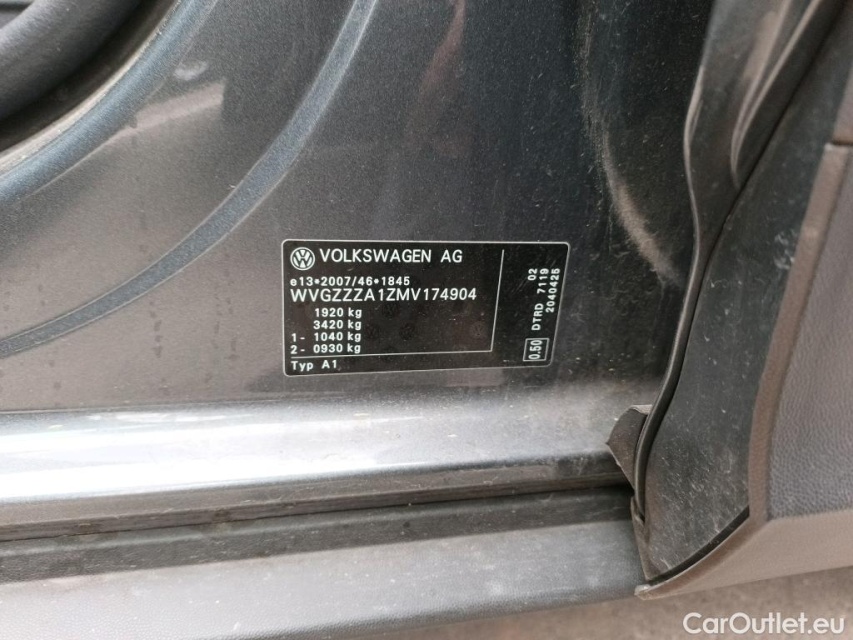 VOLKSWAGEN AG
e13*2007/46*1845
WVGZZZA1ZMV174904
1920 kg
3420 kg
1- 1040 kg
2- 0930 kg
Typ A1
0.50 DTRD 7119 02
2040425
CarOutlet.eu